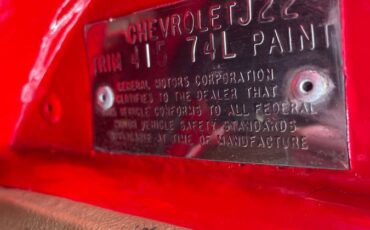 CHEVROLET J22
TRIM 415 74L PAINT
GENERAL MOTORS CORPORATION
CERTIFIES TO THE DEALER THAT
THIS VEHICLE CONFORMS TO ALL FEDERAL
MOTOR VEHICLE SAFETY STANDARDS
APPLICABLE AT TIME OF MANUFACTURE